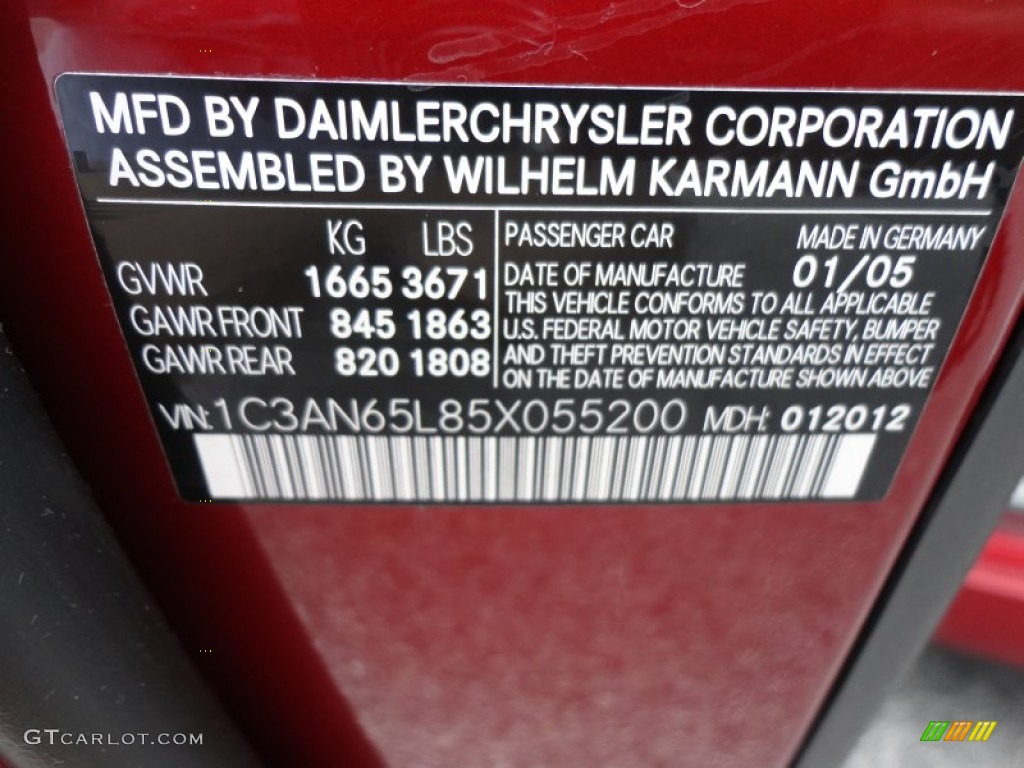 MFD BY DAIMLERCHRYSLER CORPORATION
ASSEMBLED BY WILHELM KARMANN GmbH
KG LBS
GVWR 1665 3671
GAWR FRONT 845 1863
GAWR REAR 820 1808
PASSENGER CAR MADE IN GERMANY
DATE OF MANUFACTURE 01/05
THIS VEHICLE CONFORMS TO ALL APPLICABLE
U.S. FEDERAL MOTOR VEHICLE SAFETY, BUMPER
AND THEFT PREVENTION STANDARDS IN EFFECT
ON THE DATE OF MANUFACTURE SHOWN ABOVE
VIN: 1C3AN65L85X055200 MDH: 012012
GTCARLOT.COM